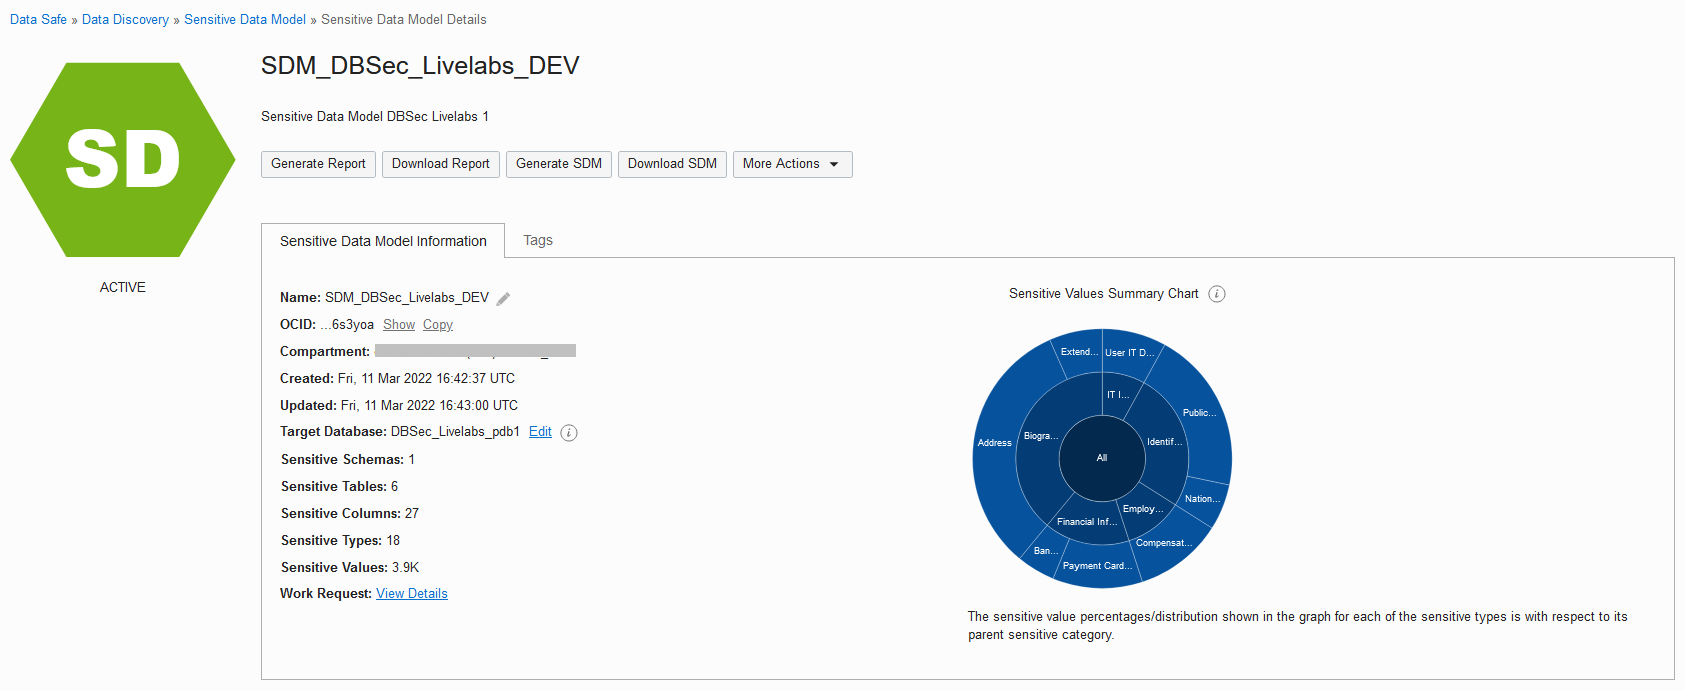 Data Safe » Data Discovery » Sensitive Data Model » Sensitive Data Model Details
SD
ACTIVE
SDM_DBSec_Livelabs_DEV
Sensitive Data Model DBSec Livelabs 1
Generate Report Download Report Generate SDM Download SDM More Actions
Sensitive Data Model Information Tags
Name: SDM_DBSec_Livelabs_DEV
OCID: ...6s3yoa Show Copy
Compartment:
Created: Fri, 11 Mar 2022 16:42:37 UTC
Updated: Fri, 11 Mar 2022 16:43:00 UTC
Target Database: DBSec_Livelabs_pdb1 Edit i
Sensitive Schemas: 1
Sensitive Tables: 6
Sensitive Columns: 27
Sensitive Types: 18
Sensitive Values: 3.9K
Work Request: View Details
Sensitive Values Summary Chart i
Extend... User IT D...
IT I...
Public...
Address Biogra... Identif...
All
Nation...
Employ...
Financial Inf...
Compensat...
Ban...
Payment Card...
The sensitive value percentages/distribution shown in the graph for each of the sensitive types is with respect to its
parent sensitive category.